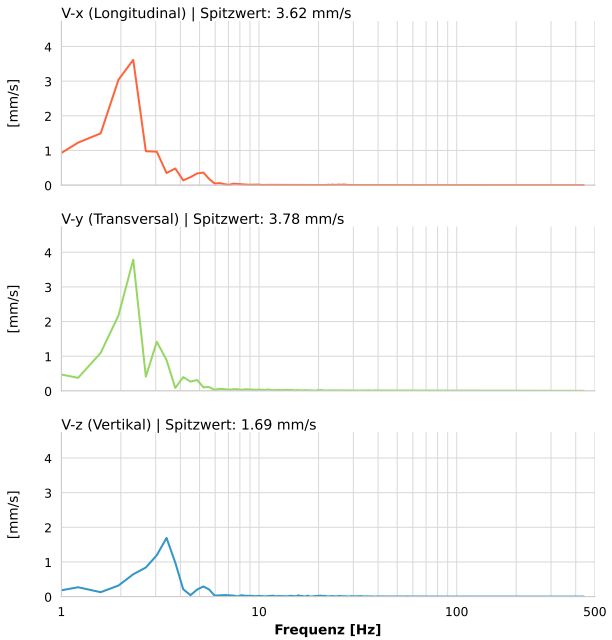 V-x (Longitudinal) | Spitzwert: 3.62 mm/s
4
3
2
1
0
[mm/s]
V-y (Transversal) | Spitzwert: 3.78 mm/s
4
3
2
1
0
[mm/s]
V-z (Vertikal) | Spitzwert: 1.69 mm/s
4
3
2
1
0
[mm/s]
1 10 100 500
Frequenz [Hz]